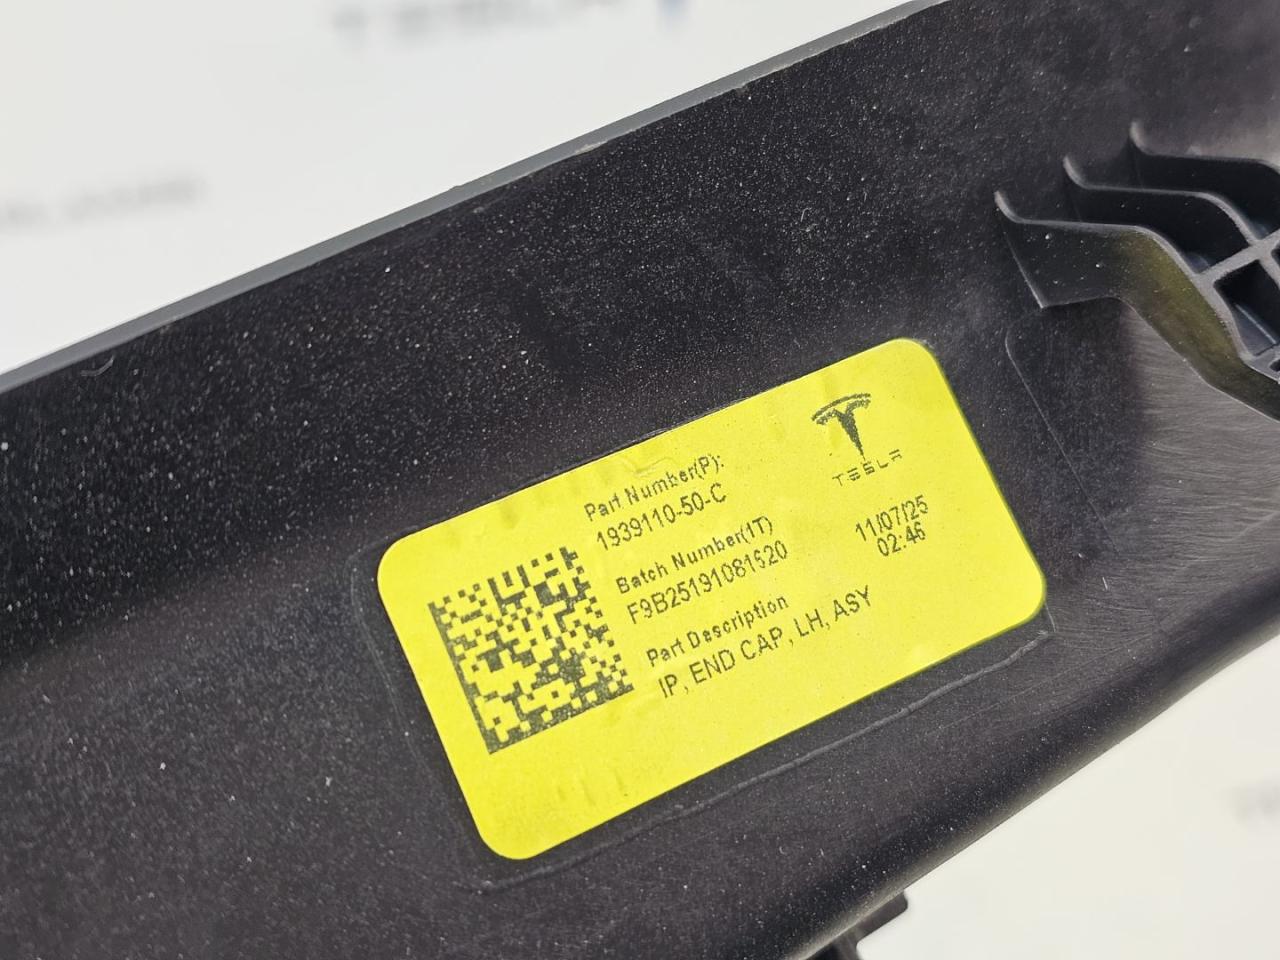 TESLA
Part Number(P):
1939110-50-C
Batch Number(1T)
F9B25191081620
11/07/25
02:46
Part Description
IP, END CAP, LH, ASY